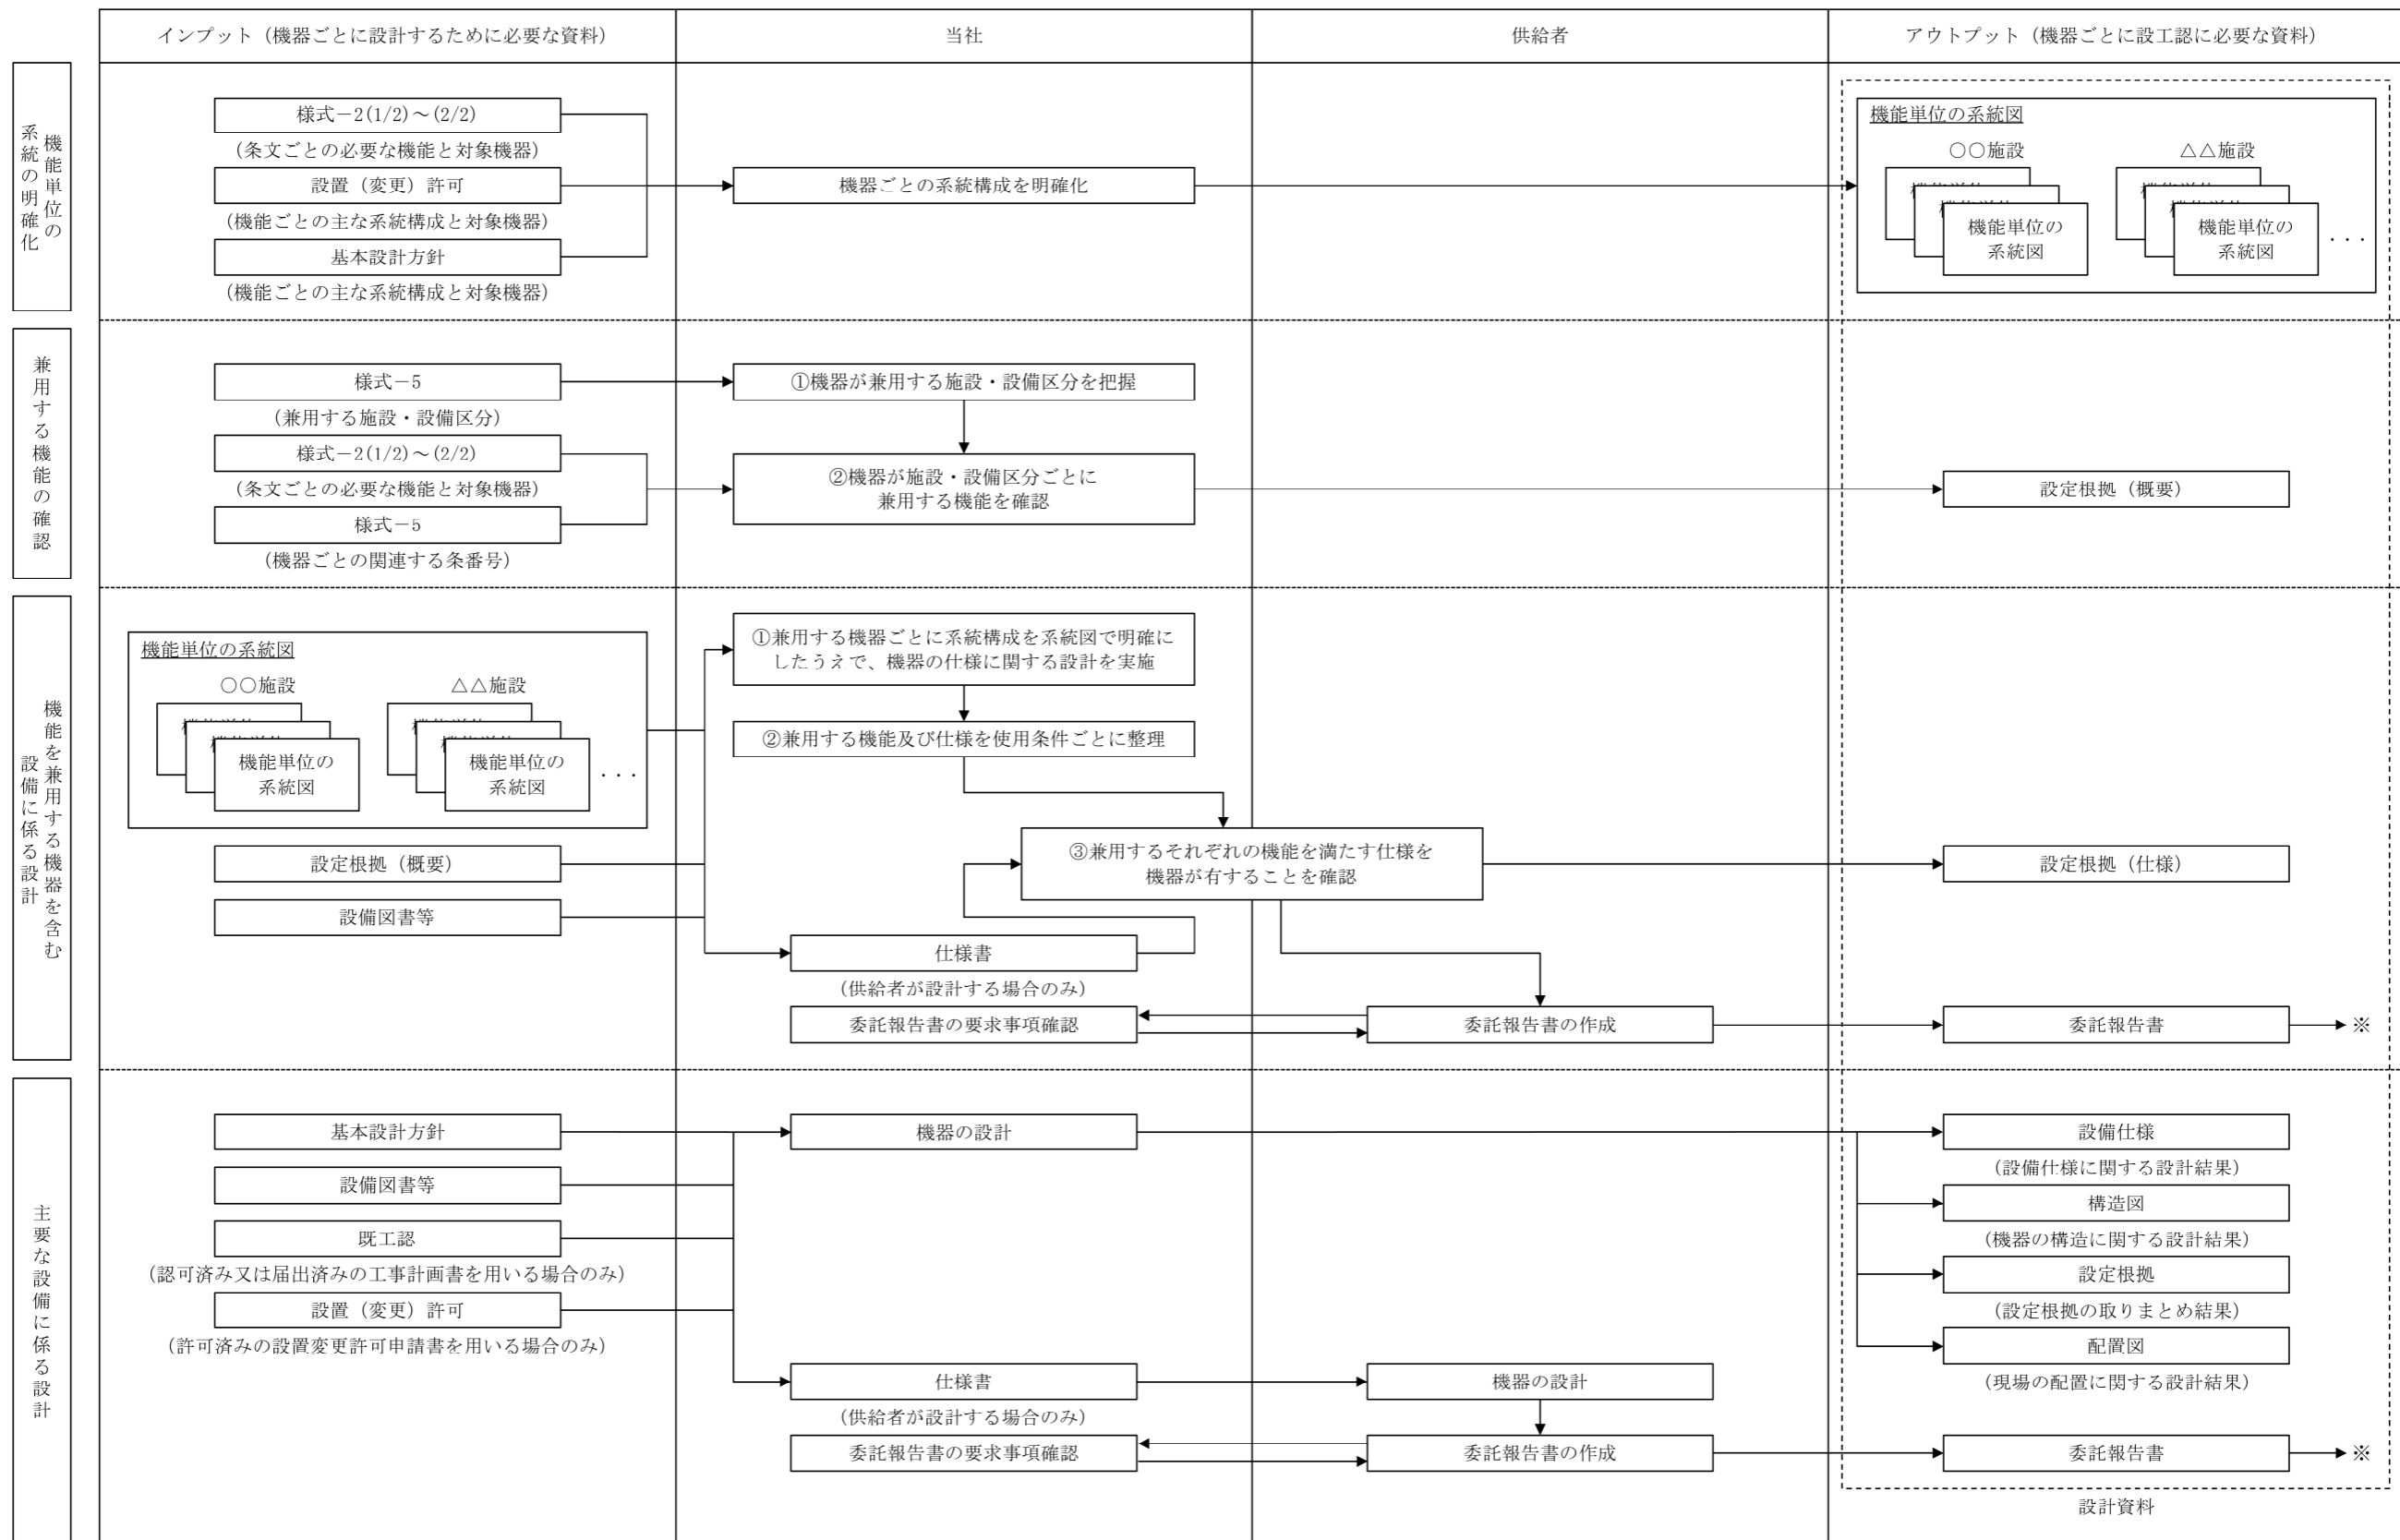 インプット（機器ごとに設計するために必要な資料）
当社
供給者
アウトプット（機器ごとに設工認に必要な資料）
機能単位の
系統の明確化
様式－2(1/2)～(2/2)
（条文ごとの必要な機能と対象機器）
設置（変更）許可
（機能ごとの主な系統構成と対象機器）
基本設計方針
（機能ごとの主な系統構成と対象機器）
機器ごとの系統構成を明確化
機能単位の系統図
○○施設
△△施設
機能単位の
系統図
機能単位の
系統図
・・・
兼用する機能の確認
様式－5
（兼用する施設・設備区分）
様式－2(1/2)～(2/2)
（条文ごとの必要な機能と対象機器）
様式－5
（機器ごとの関連する条番号）
①機器が兼用する施設・設備区分を把握
②機器が施設・設備区分ごとに
兼用する機能を確認
設定根拠（概要）
機能を兼用する機器を含む
設備に係る設計
機能単位の系統図
○○施設
△△施設
機能単位の
系統図
機能単位の
系統図
・・・
設定根拠（概要）
設備図書等
①兼用する機器ごとに系統構成を系統図で明確に
したうえで、機器の仕様に関する設計を実施
②兼用する機能及び仕様を使用条件ごとに整理
③兼用するそれぞれの機能を満たす仕様を
機器が有することを確認
設定根拠（仕様）
仕様書
（供給者が設計する場合のみ）
委託報告書の要求事項確認
委託報告書の作成
委託報告書
※
主要な設備に係る設計
基本設計方針
設備図書等
既工認
（認可済み又は届出済みの工事計画書を用いる場合のみ）
設置（変更）許可
（許可済みの設置変更許可申請書を用いる場合のみ）
機器の設計
設備仕様
（設備仕様に関する設計結果）
構造図
（機器の構造に関する設計結果）
設定根拠
（設定根拠の取りまとめ結果）
配置図
（現場の配置に関する設計結果）
仕様書
（供給者が設計する場合のみ）
機器の設計
委託報告書の要求事項確認
委託報告書の作成
委託報告書
※
設計資料